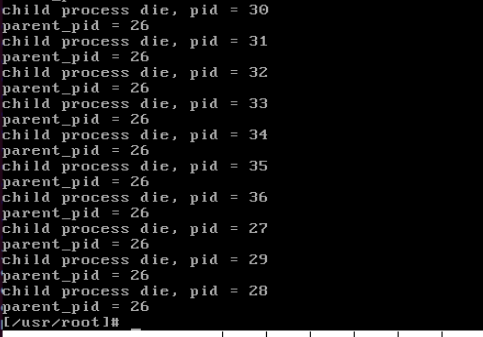 child process die, pid = 30
parent_pid = 26
child process die, pid = 31
parent_pid = 26
child process die, pid = 32
parent_pid = 26
child process die, pid = 33
parent_pid = 26
child process die, pid = 34
parent_pid = 26
child process die, pid = 35
parent_pid = 26
child process die, pid = 36
parent_pid = 26
child process die, pid = 27
parent_pid = 26
child process die, pid = 29
parent_pid = 26
child process die, pid = 28
parent_pid = 26
[/usr/root]# _